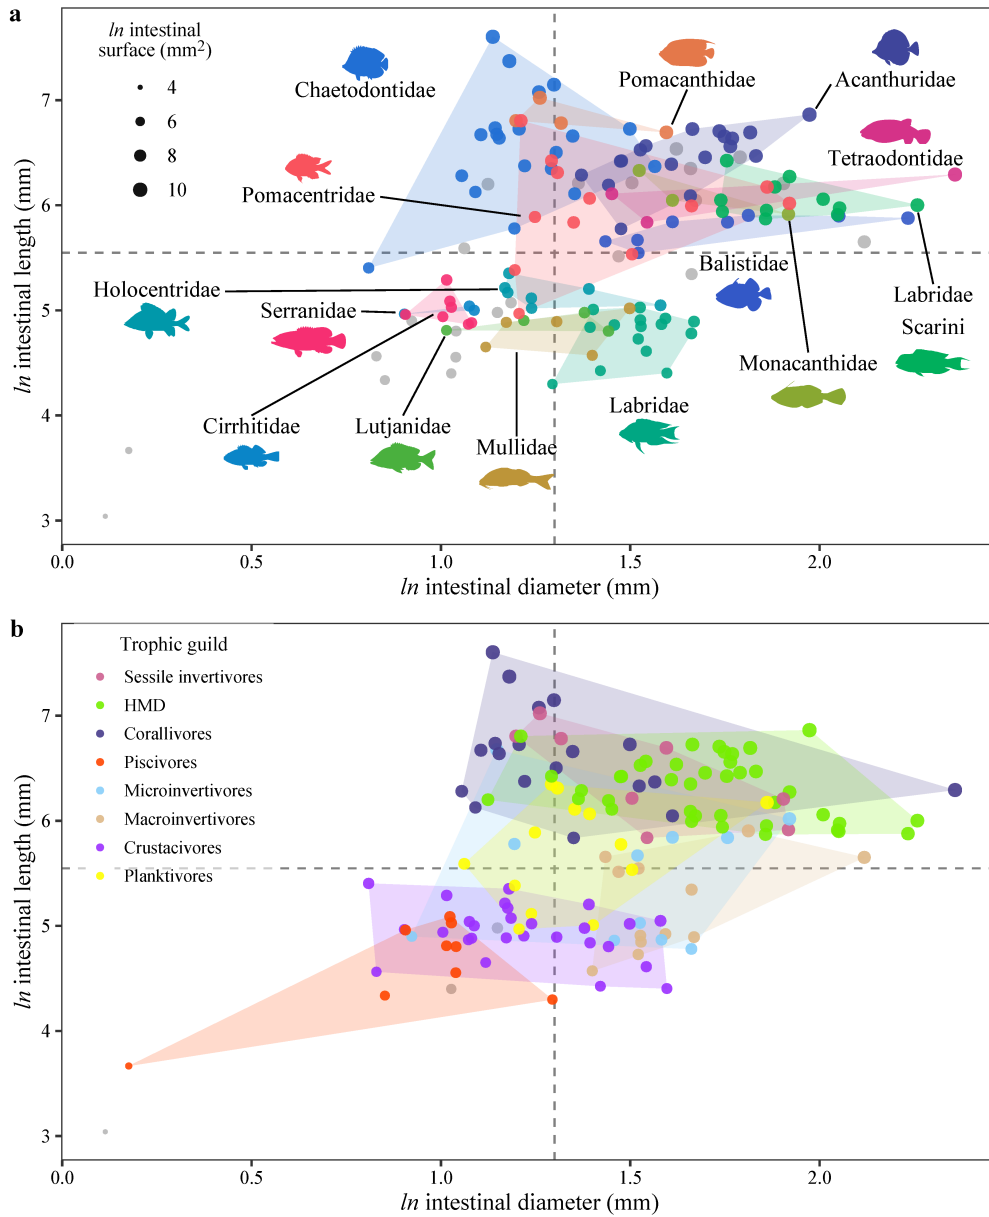 a
ln intestinal
surface (mm2)
4
6
8
10
Chaetodontidae
Pomacanthidae
Acanthuridae
Tetraodontidae
Pomacentridae
Holocentridae
Serranidae
Balistidae
Labridae
Scarini
Monacanthidae
Cirrhitidae
Lutjanidae
Mullidae
Labridae
ln intestinal length (mm)
7
6
5
4
3
0.0
0.5
1.0
1.5
2.0
ln intestinal diameter (mm)
b
Trophic guild
Sessile invertivores
HMD
Corallivores
Piscivores
Microinvertivores
Macroinvertivores
Crustacivores
Planktivores
ln intestinal length (mm)
7
6
5
4
3
0.0
0.5
1.0
1.5
2.0
ln intestinal diameter (mm)